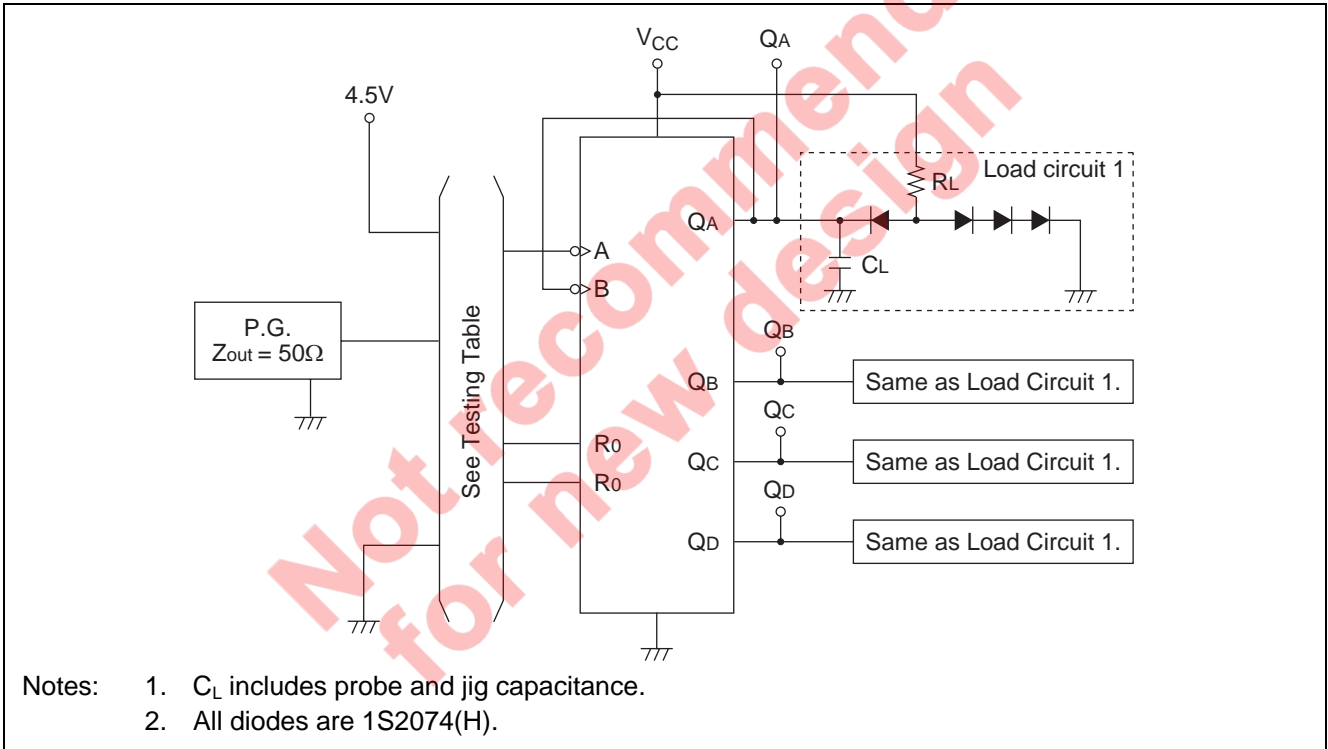 VCC
QA
4.5V
Load circuit 1
RL
QA
A
CL
B
P.G.
Zout = 50Ω
See Testing Table
QB
QB
Same as Load Circuit 1.
QC
R0
QC
Same as Load Circuit 1.
R0
QD
QD
Same as Load Circuit 1.
Not recommend
for new design
Notes: 1. CL includes probe and jig capacitance.
2. All diodes are 1S2074(H).